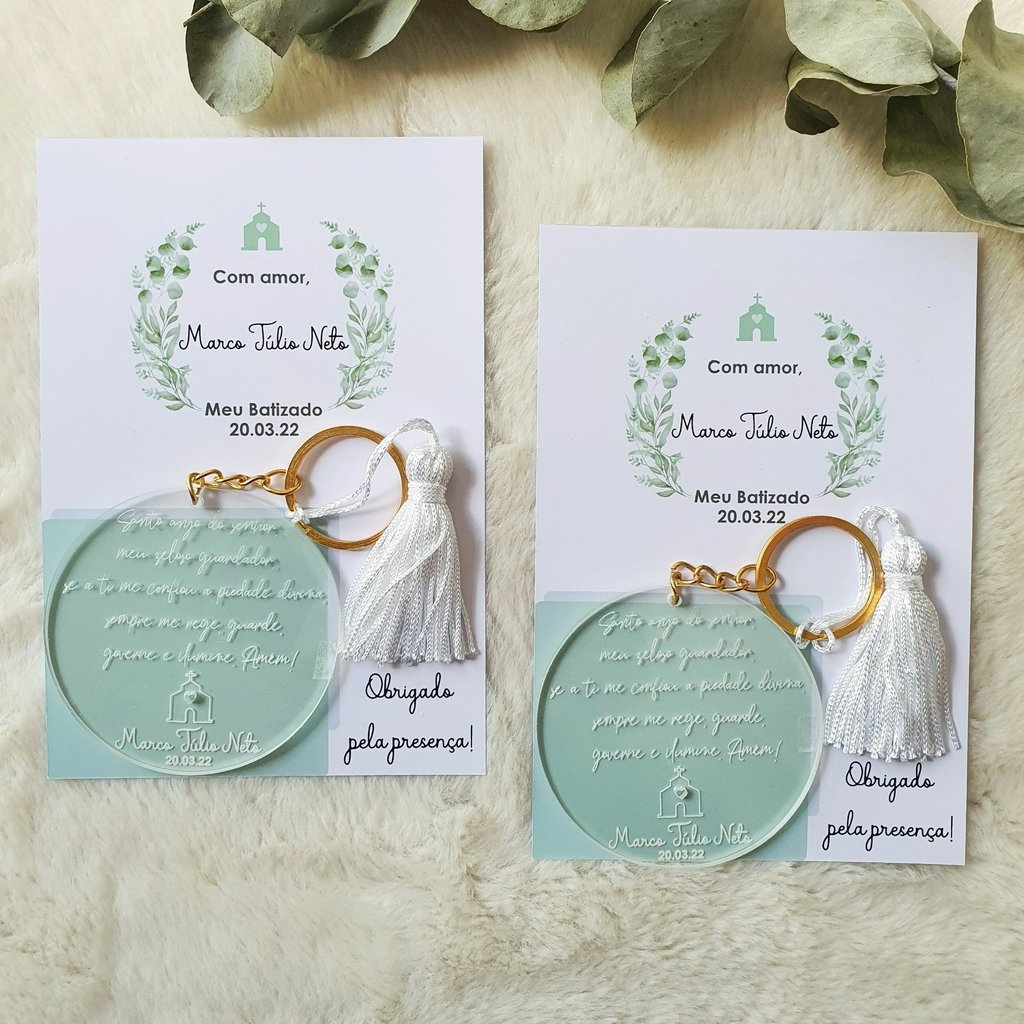 Com amor,
Marco Túlio Neto
Meu Batizado
20.03.22
Santo anjo do senhor
meu zeloso guardador,
se a ti me confiou a piedade divina,
sempre me rege, guarde,
governe e ilumine. Amém!
Marco Túlio Neto
20.03.22
Obrigado
pela presença!
Com amor,
Marco Túlio Neto
Meu Batizado
20.03.22
Santo anjo do senhor
meu zeloso guardador,
se a ti me confiou a piedade divina,
sempre me rege, guarde,
governe e ilumine. Amém!
Marco Túlio Neto
20.03.22
Obrigado
pela presença!